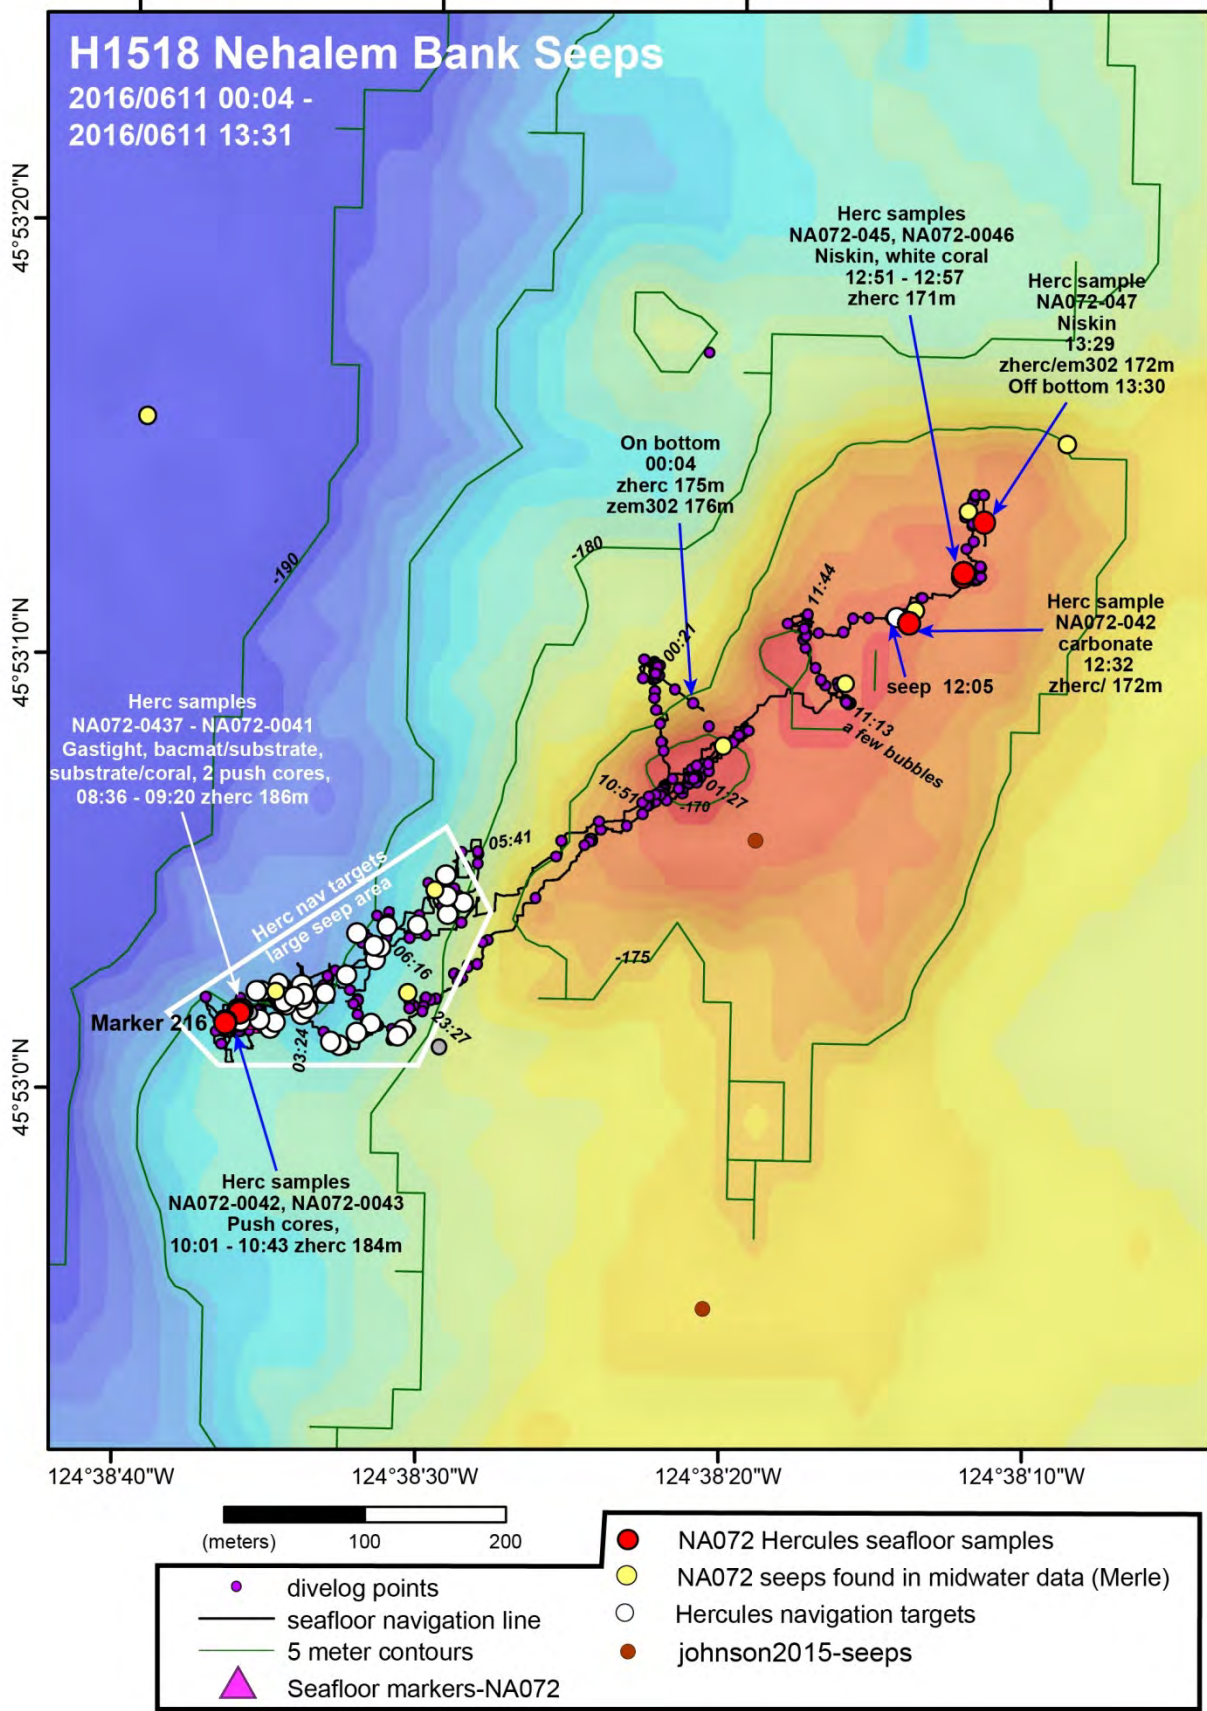 H1518 Nehalem Bank Seeps
2016/0611 00:04 -
2016/0611 13:31
45°53'20"N
45°53'10"N
45°53'0"N
Herc samples
NA072-045, NA072-0046
Niskin, white coral
12:51 - 12:57
zherc 171m
Herc sample
NA072-047
Niskin
13:29
zherc/em302 172m
Off bottom 13:30
On bottom
00:04
zherc 175m
zem302 176m
-190
-180
11:44
00:21
Herc sample
NA072-042
carbonate
12:32
zherc/ 172m
seep 12:05
11:13
a few bubbles
Herc samples
NA072-0437 - NA072-0041
Gastight, bacmat/substrate,
substrate/coral, 2 push cores,
08:36 - 09:20 zherc 186m
10:51
01:27
-170
05:41
Herc nav targets
large seep area
06:16
-175
Marker 216
03:24
23:27
Herc samples
NA072-0042, NA072-0043
Push cores,
10:01 - 10:43 zherc 184m
124°38'40"W
124°38'30"W
124°38'20"W
124°38'10"W
(meters)
100
200
divelog points
seafloor navigation line
5 meter contours
Seafloor markers-NA072
NA072 Hercules seafloor samples
NA072 seeps found in midwater data (Merle)
Hercules navigation targets
johnson2015-seeps